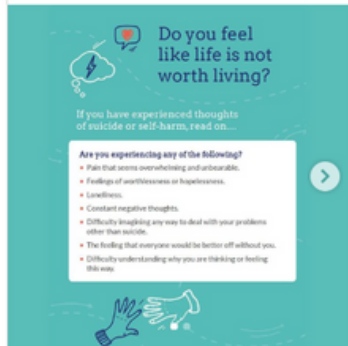 Do you feel
like life is not
worth living?
If you have experienced thoughts
of suicide or self-harm, read on...
Are you experiencing any of the following?
• Pain that seems overwhelming and unbearable.
• Feelings of worthlessness or hopelessness.
• Loneliness.
• Constant negative thoughts.
• Difficulty imagining any way to deal with your problems
other than suicide.
• The feeling that everyone would be better off without you.
• Difficulty understanding why you are thinking or feeling
this way.